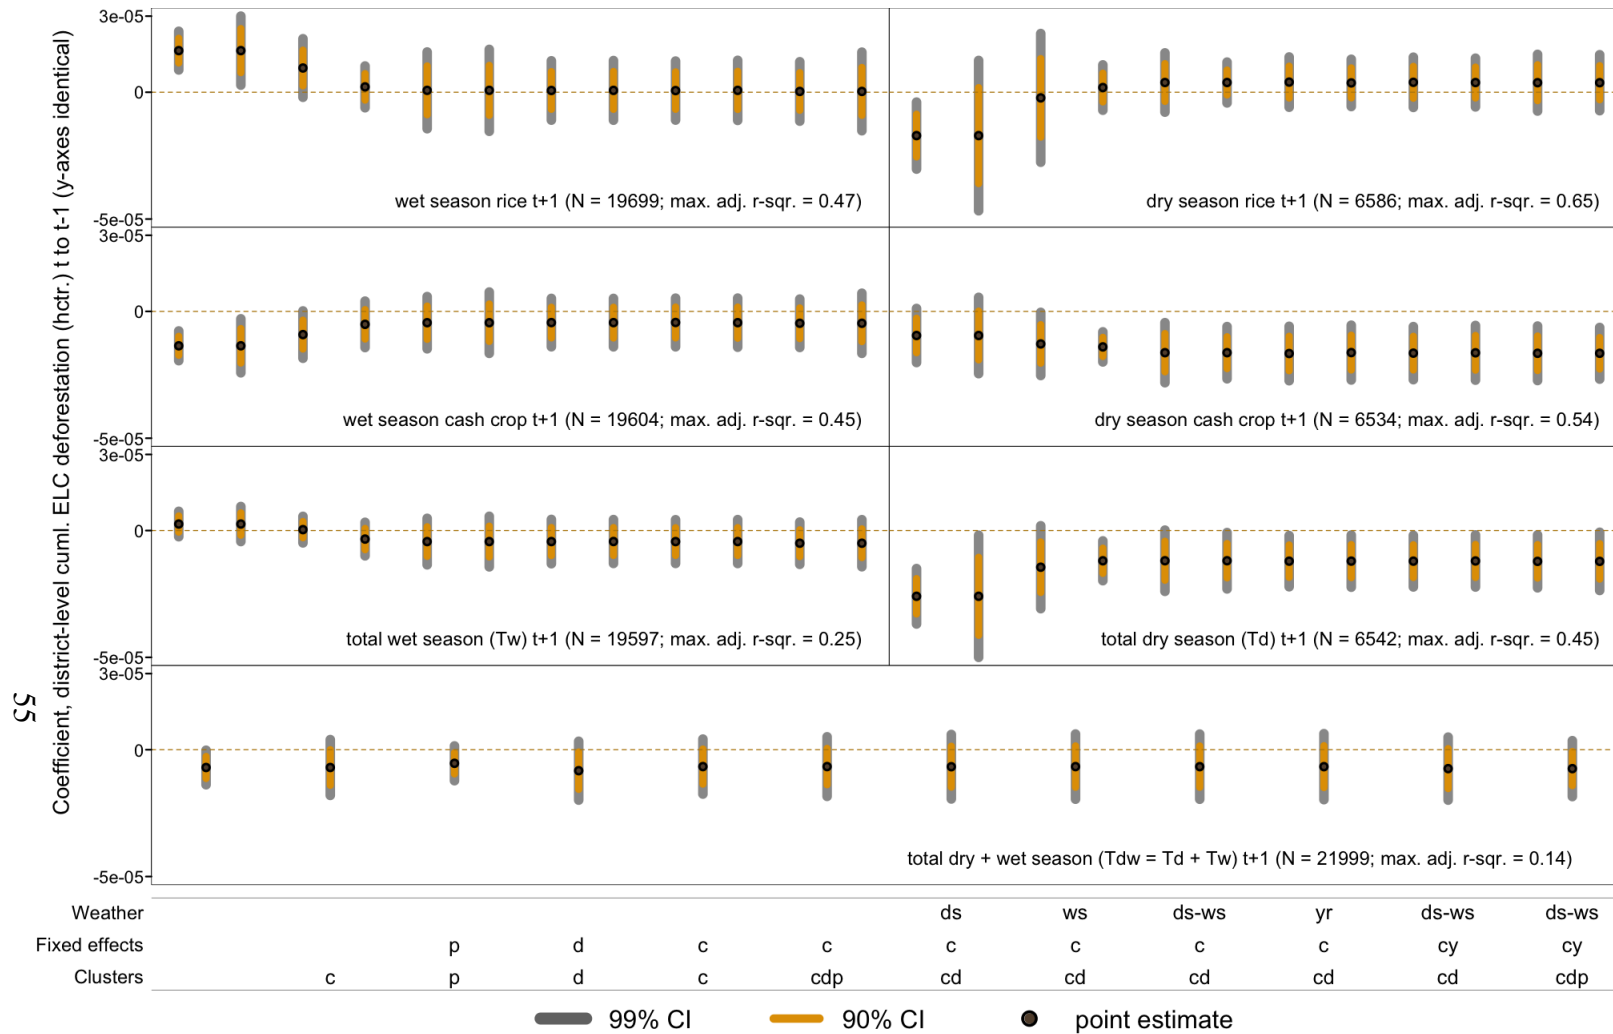 Coefficient, district-level cuml. ELC deforestation (hctr.) t to t-1 (y-axes identical)
3e-05
0
-5e-05
wet season rice t+1 (N = 19699; max. adj. r-sqr. = 0.47)
dry season rice t+1 (N = 6586; max. adj. r-sqr. = 0.65)
3e-05
0
-5e-05
wet season cash crop t+1 (N = 19604; max. adj. r-sqr. = 0.45)
dry season cash crop t+1 (N = 6534; max. adj. r-sqr. = 0.54)
3e-05
0
-5e-05
total wet season (Tw) t+1 (N = 19597; max. adj. r-sqr. = 0.25)
total dry season (Td) t+1 (N = 6542; max. adj. r-sqr. = 0.45)
3e-05
0
-5e-05
total dry + wet season (Tdw = Td + Tw) t+1 (N = 21999; max. adj. r-sqr. = 0.14)
Weather ds ws ds-ws yr ds-ws ds-ws
Fixed effects p d c c c c c c cy cy
Clusters c p d c cdp cd cd cd cd cd cdp
99% CI 90% CI point estimate
55